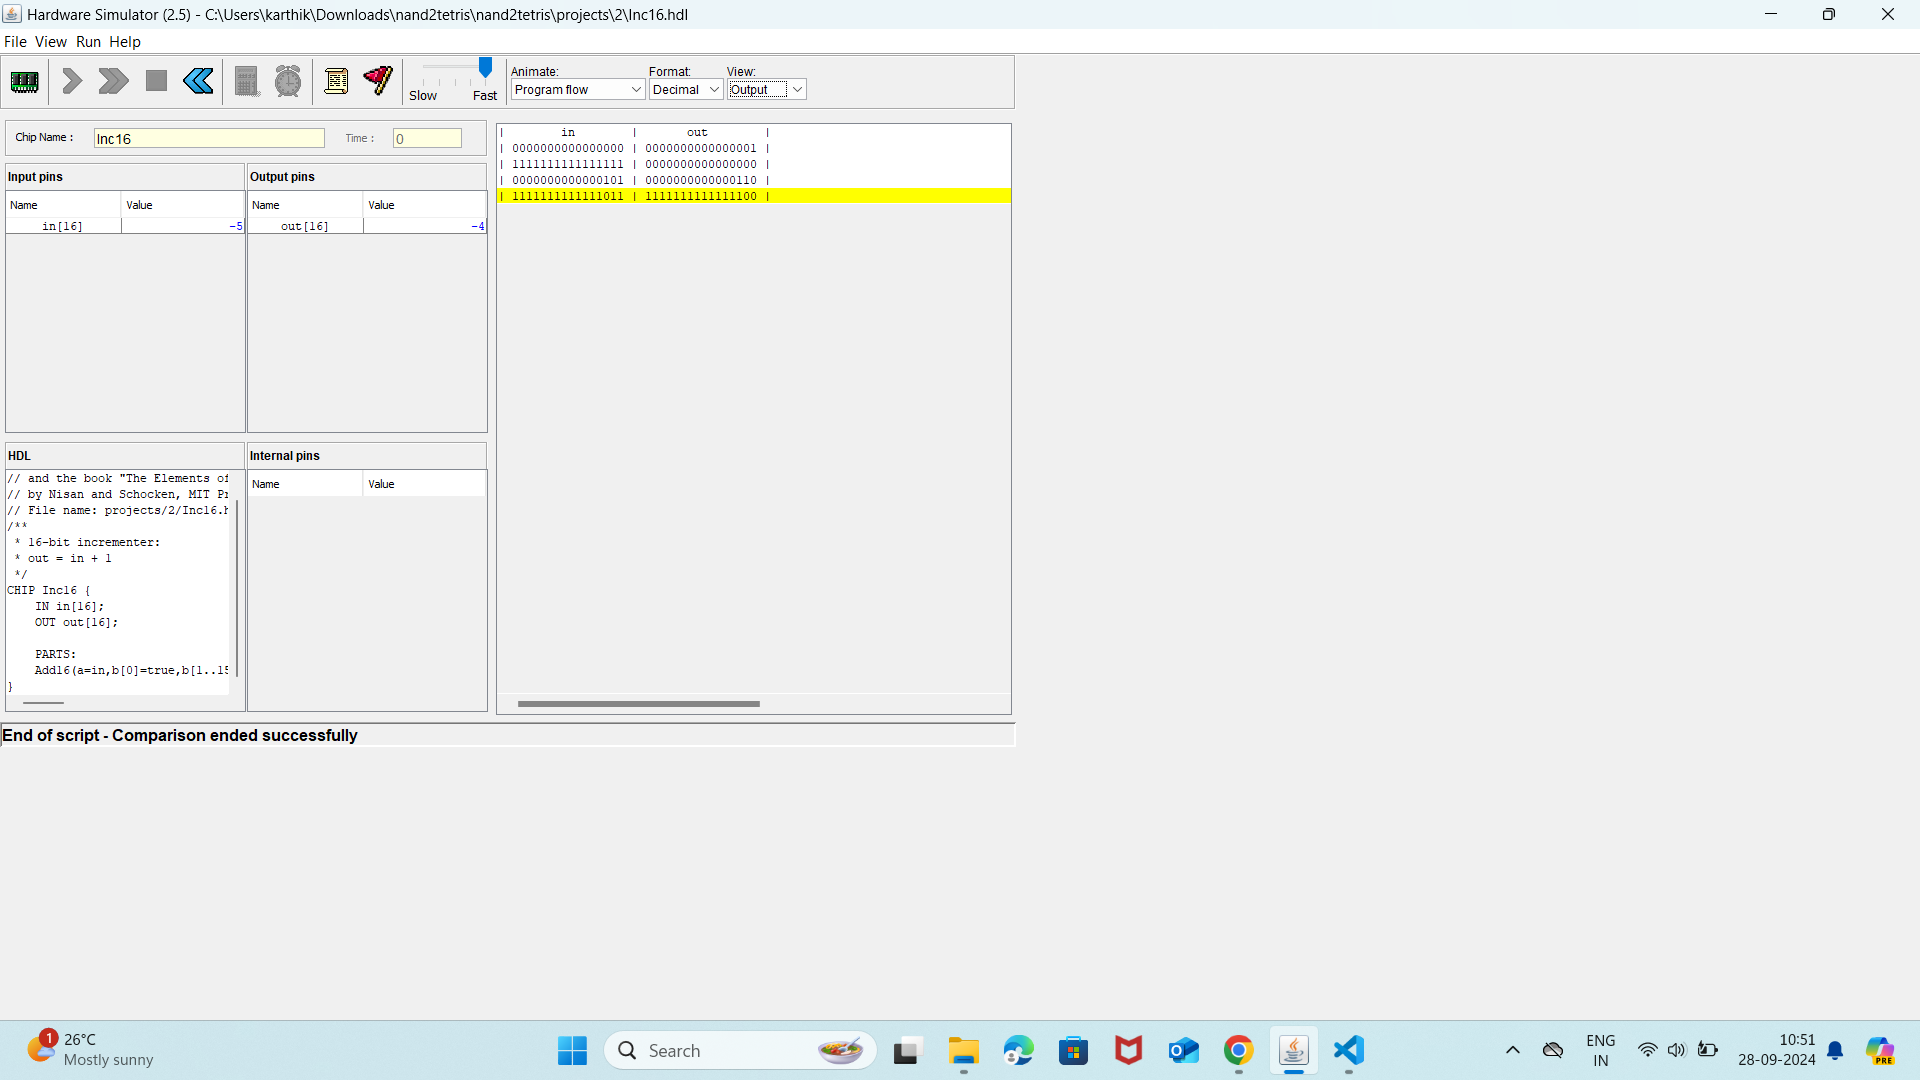 Hardware Simulator (2.5) - C:\Users\karthik\Downloads\nand2tetris\nand2tetris\projects\2\Inc16.hdl
File View Run Help
Slow Fast
Animate: Format: View:
Program flow Decimal Output
Chip Name : Inc16 Time : 0
Input pins
Name Value
in[16] -5
Output pins
Name Value
out[16] -4
| in | out |
| 0000000000000000 | 0000000000000001 |
| 1111111111111111 | 0000000000000000 |
| 0000000000000101 | 0000000000000110 |
| 1111111111111011 | 1111111111111100 |
HDL
// and the book "The Elements of
// by Nisan and Schocken, MIT Pr
// File name: projects/2/Inc16.h
/**
* 16-bit incrementer:
* out = in + 1
*/
CHIP Inc16 {
IN in[16];
OUT out[16];
PARTS:
Add16(a=in,b[0]=true,b[1..15
}
Internal pins
Name Value
End of script - Comparison ended successfully
1
26°C
Mostly sunny
Search
ENG
IN
10:51
28-09-2024
PRE